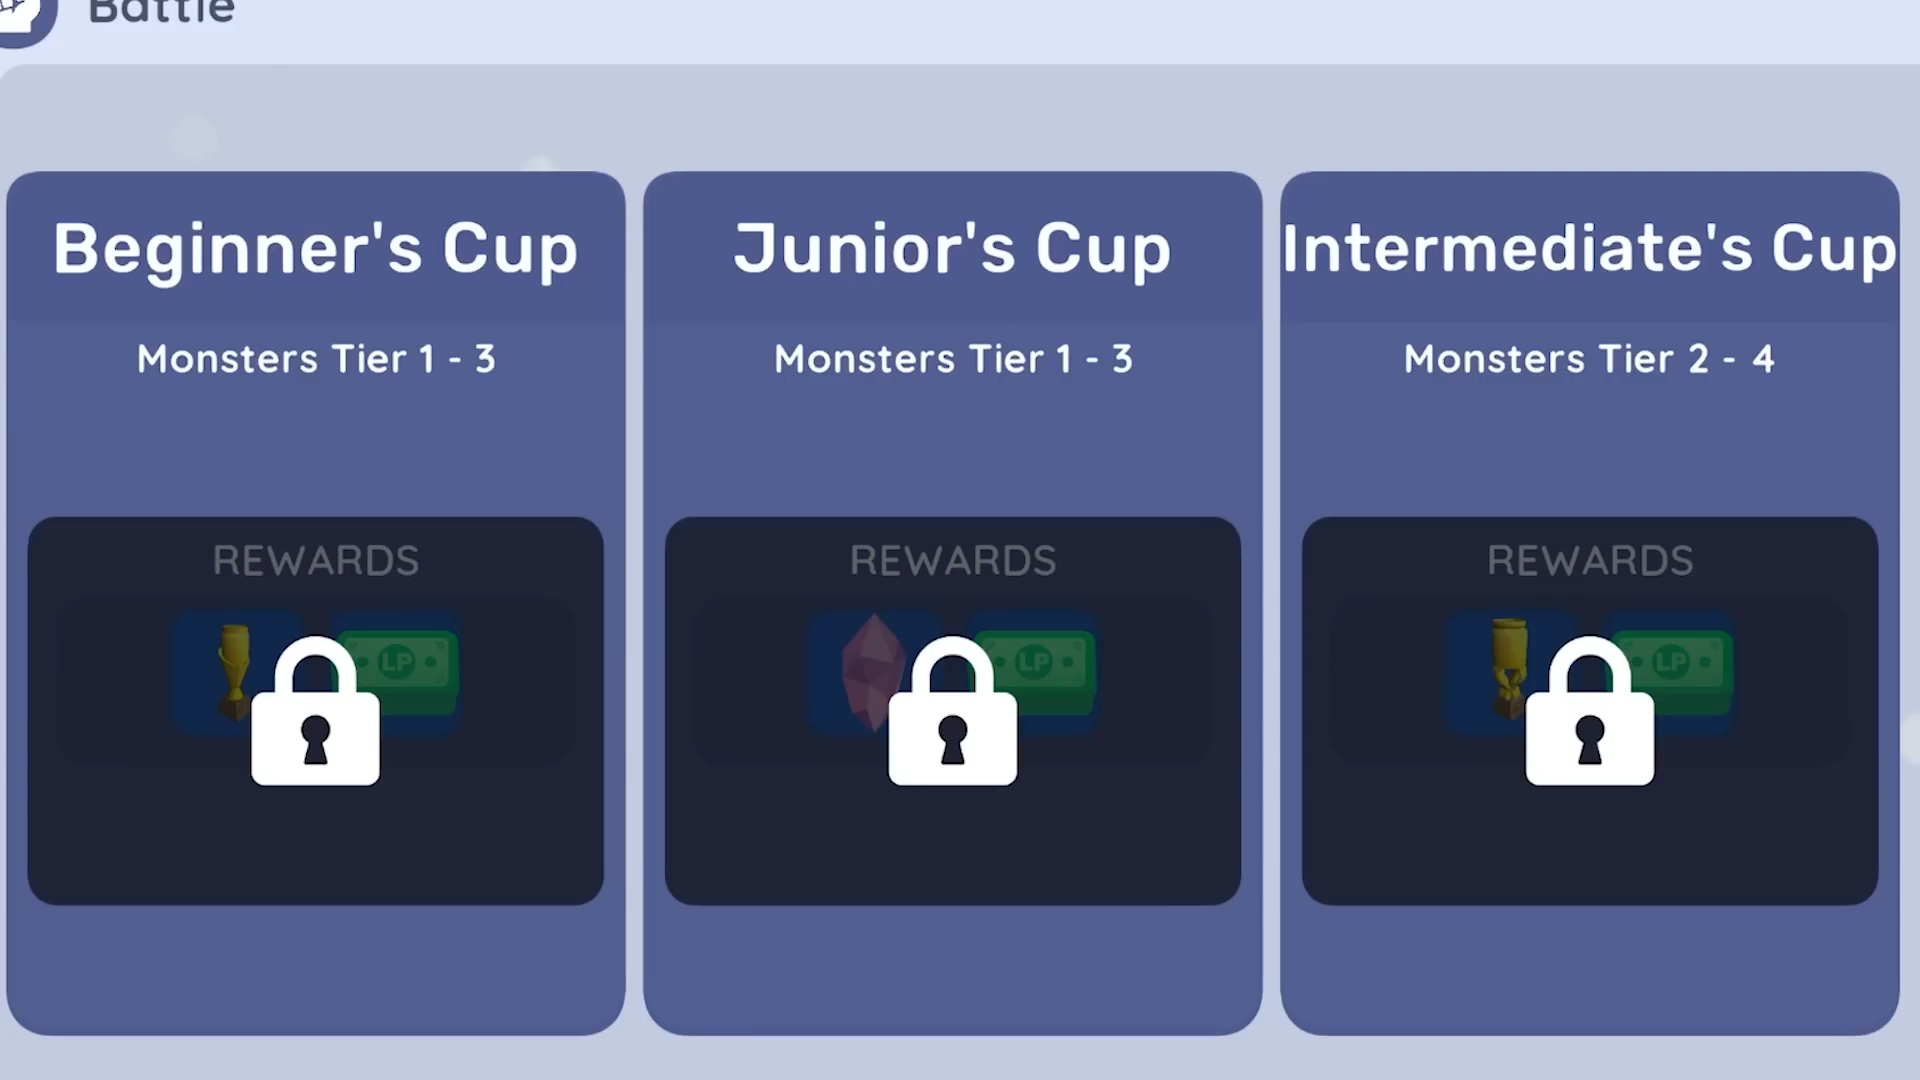 Battle
Beginner's Cup
Monsters Tier 1 - 3
REWARDS
LP
Junior's Cup
Monsters Tier 1 - 3
REWARDS
LP
Intermediate's Cup
Monsters Tier 2 - 4
REWARDS
LP